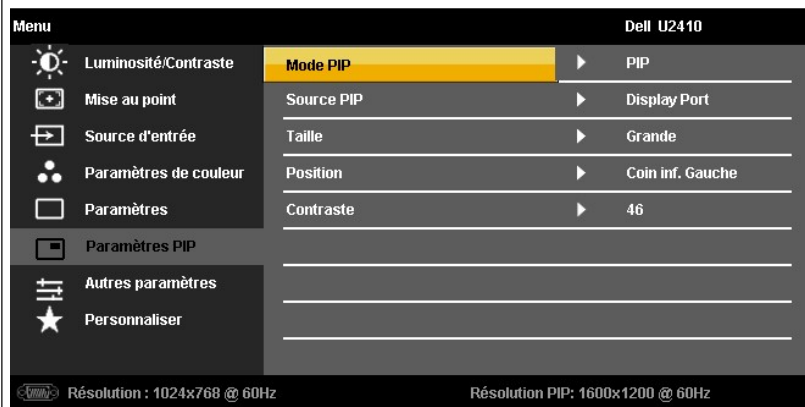 Menu Dell U2410
Luminosité/Contraste Mode PIP PIP
Mise au point Source PIP Display Port
Source d'entrée Taille Grande
Paramètres de couleur Position Coin inf. Gauche
Paramètres Contraste 46
Paramètres PIP
Autres paramètres
Personnaliser
Résolution : 1024x768 @ 60Hz Résolution PIP: 1600x1200 @ 60Hz